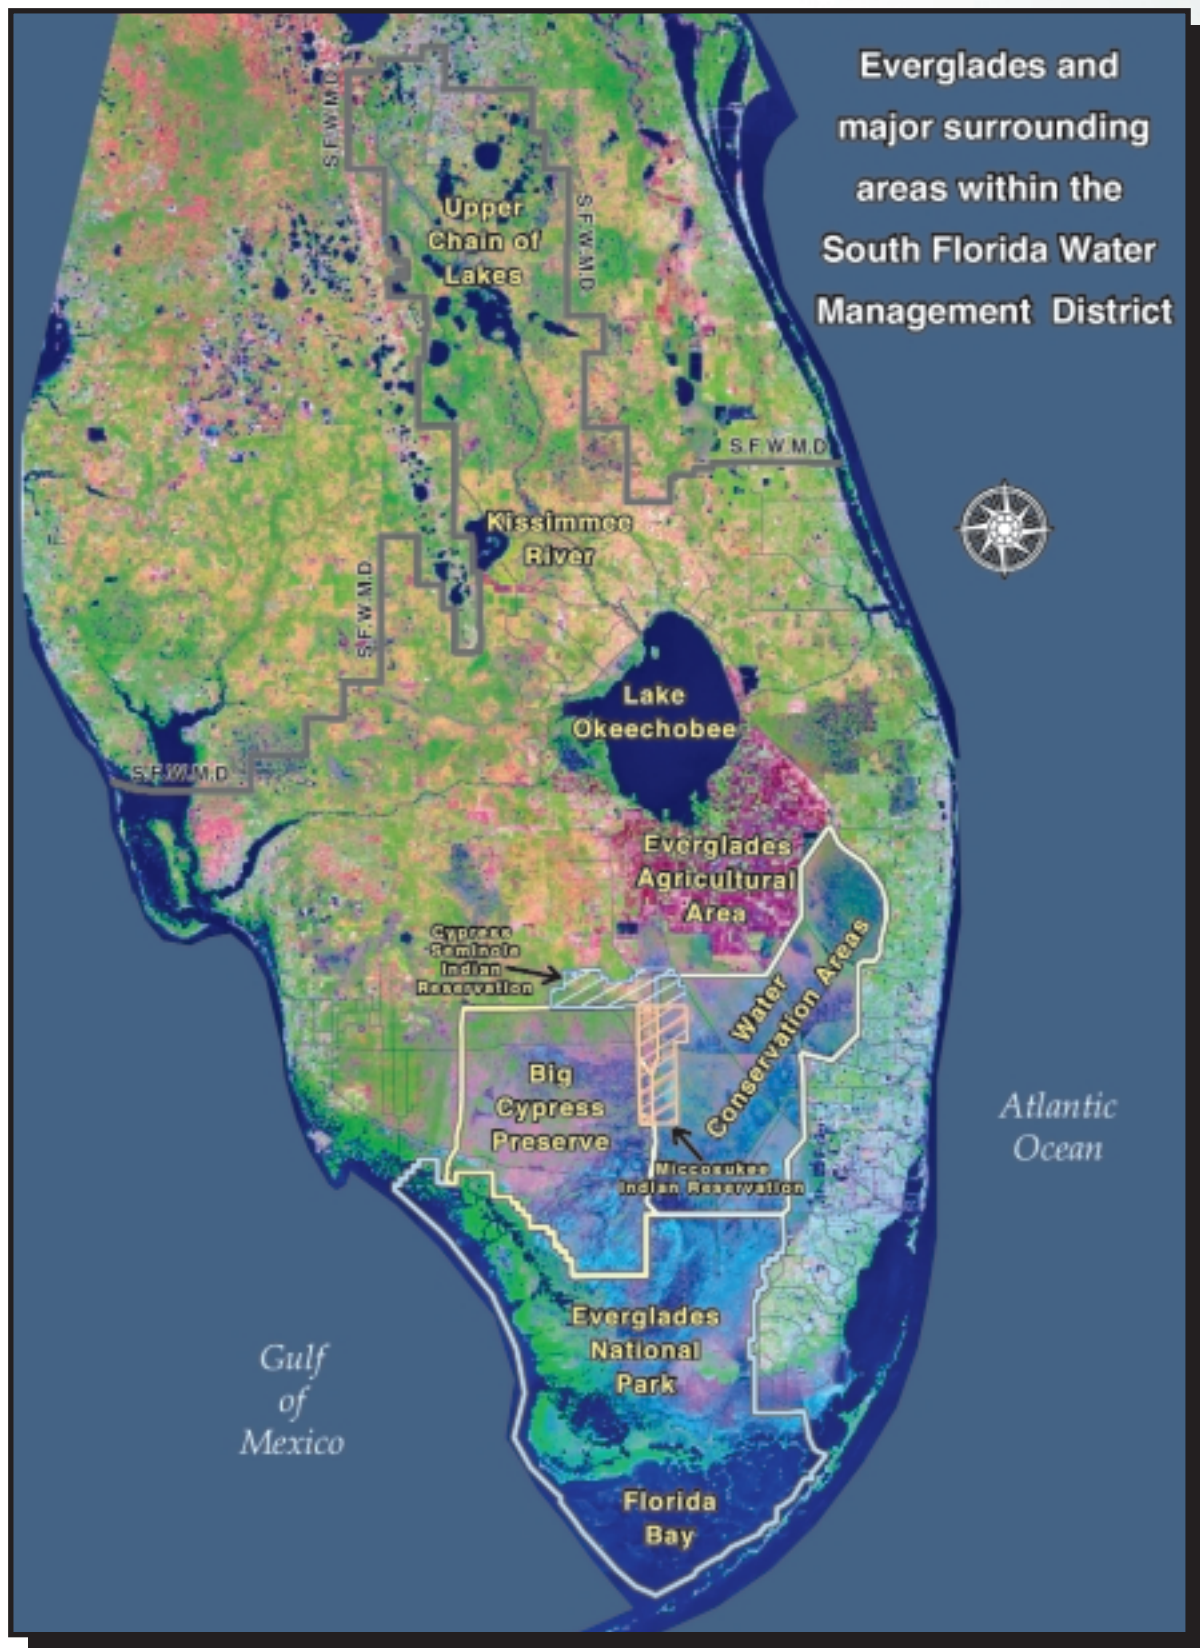 Everglades and
major surrounding
areas within the
South Florida Water
Management District
S.F.W.M.D
S.F.W.M.D
Upper
Chain of
Lakes
S.F.W.M.D
Kissimmee
River
S.F.W.M.D
Lake
Okeechobee
S.F.W.M.D
Everglades
Agricultural
Area
Cypress
Seminole
Indian
Reservation
Water
Conservation Areas
Big
Cypress
Preserve
Miccosukee
Indian Reservation
Atlantic
Ocean
Everglades
National
Park
Gulf
of
Mexico
Florida
Bay